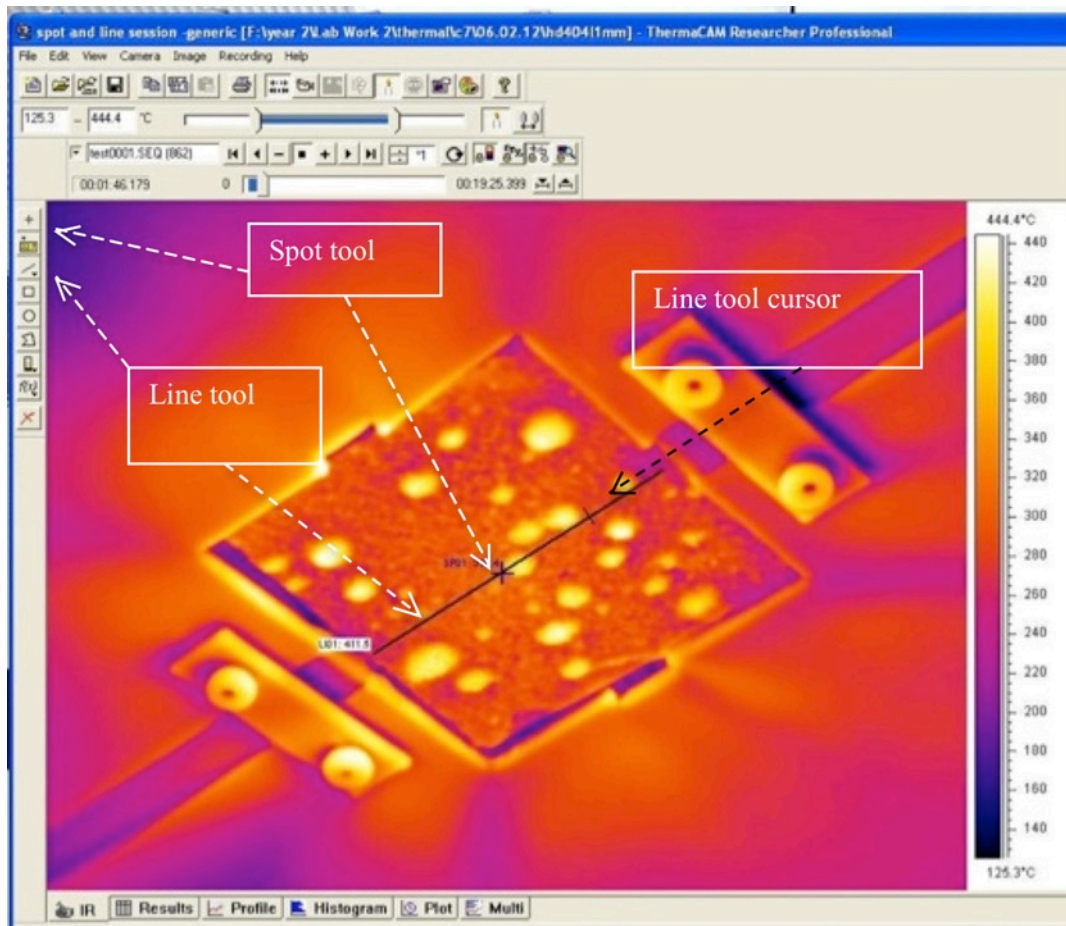 spot and line session -generic [F:\year 2\Lab Work 2\thermal\c7\06.02.12\hd404l1mm] - ThermaCAM Researcher Professional
File Edit View Camera Image Recording Help
125.3 - 444.4 °C
test0001.SEQ (862)
00:01:46.179 0 00:19:25.399
444.4°C
440
420
400
380
360
340
320
300
280
260
240
220
200
180
160
140
125.3°C
Spot tool
Line tool cursor
Line tool
LI01: 411.5
IR Results Profile Histogram Plot Multi